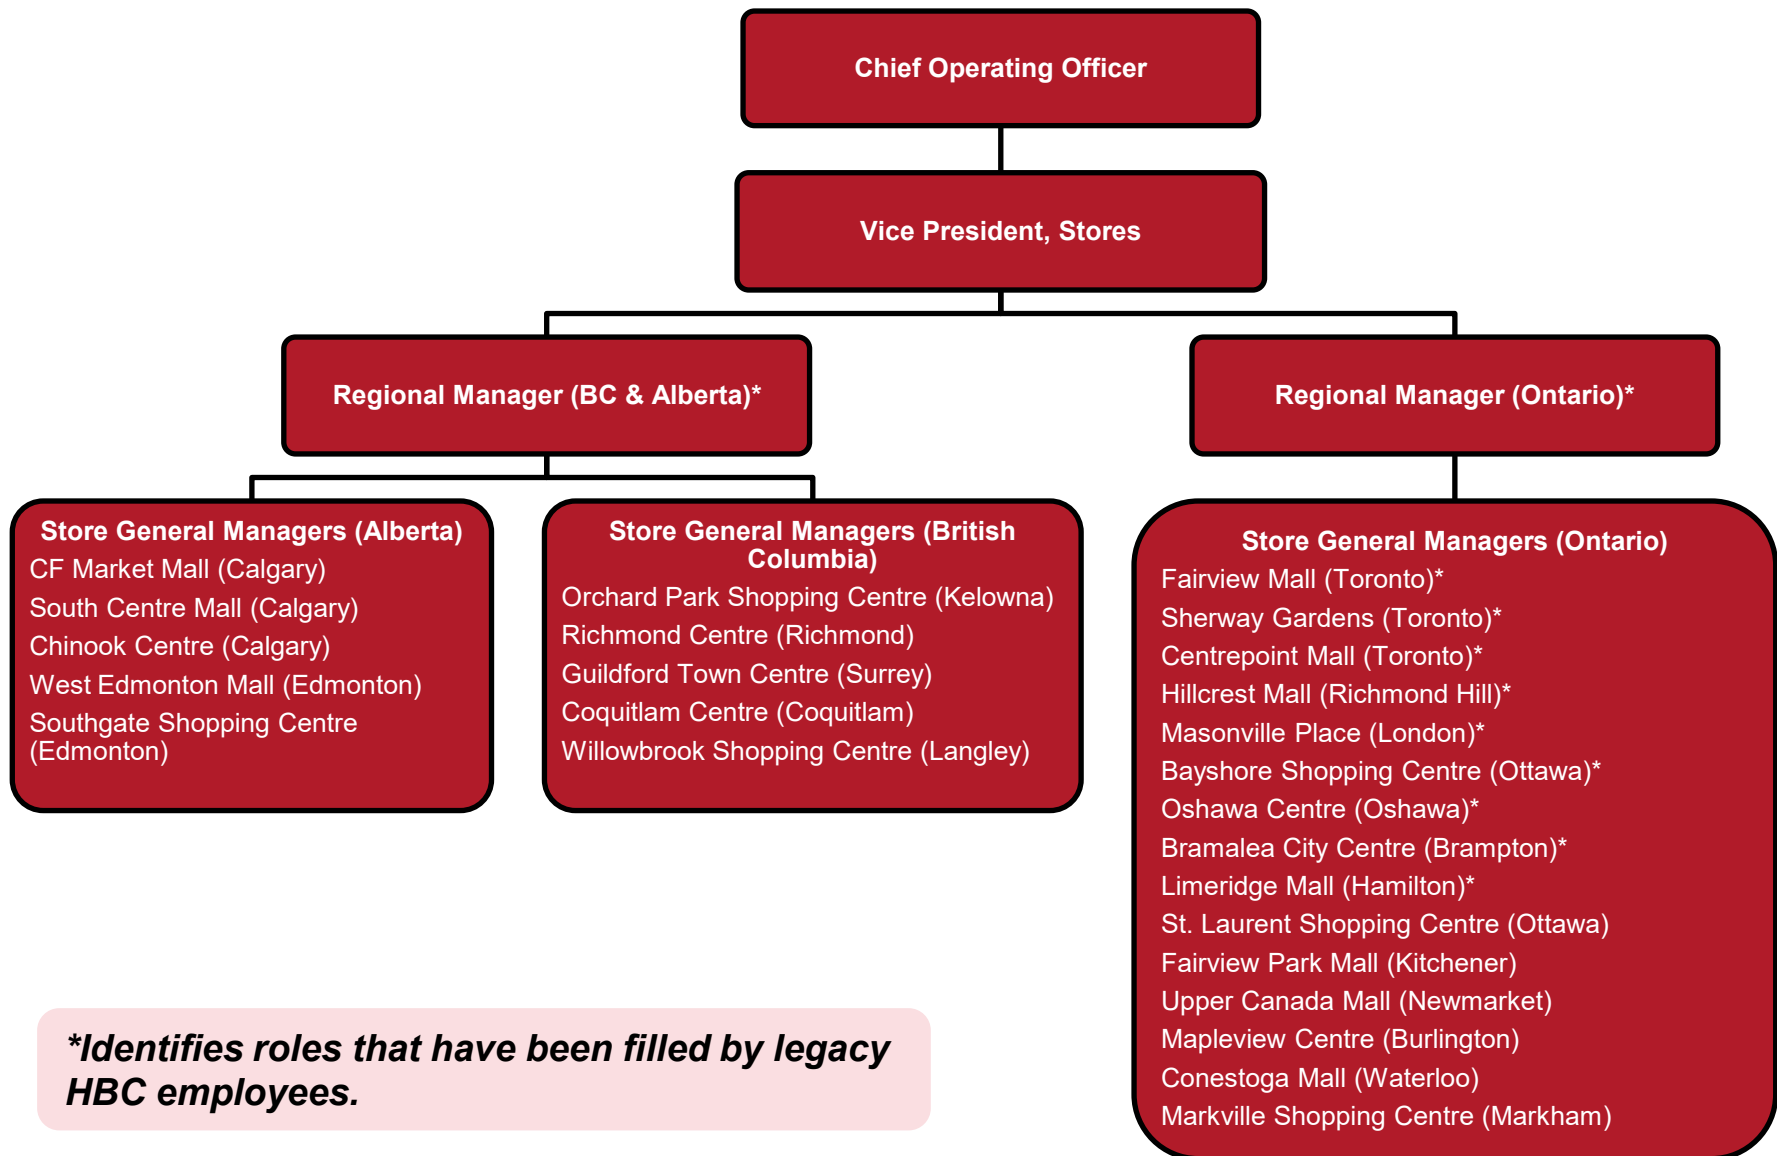 Chief Operating Officer
Vice President, Stores
Regional Manager (BC & Alberta)*
Regional Manager (Ontario)*
Store General Managers (Alberta)
CF Market Mall (Calgary)
South Centre Mall (Calgary)
Chinook Centre (Calgary)
West Edmonton Mall (Edmonton)
Southgate Shopping Centre
(Edmonton)
Store General Managers (British
Columbia)
Orchard Park Shopping Centre (Kelowna)
Richmond Centre (Richmond)
Guildford Town Centre (Surrey)
Coquitlam Centre (Coquitlam)
Willowbrook Shopping Centre (Langley)
Store General Managers (Ontario)
Fairview Mall (Toronto)*
Sherway Gardens (Toronto)*
Centrepoint Mall (Toronto)*
Hillcrest Mall (Richmond Hill)*
Masonville Place (London)*
Bayshore Shopping Centre (Ottawa)*
Oshawa Centre (Oshawa)*
Bramalea City Centre (Brampton)*
Limeridge Mall (Hamilton)*
St. Laurent Shopping Centre (Ottawa)
Fairview Park Mall (Kitchener)
Upper Canada Mall (Newmarket)
Mapleview Centre (Burlington)
Conestoga Mall (Waterloo)
Markville Shopping Centre (Markham)
*Identifies roles that have been filled by legacy
HBC employees.